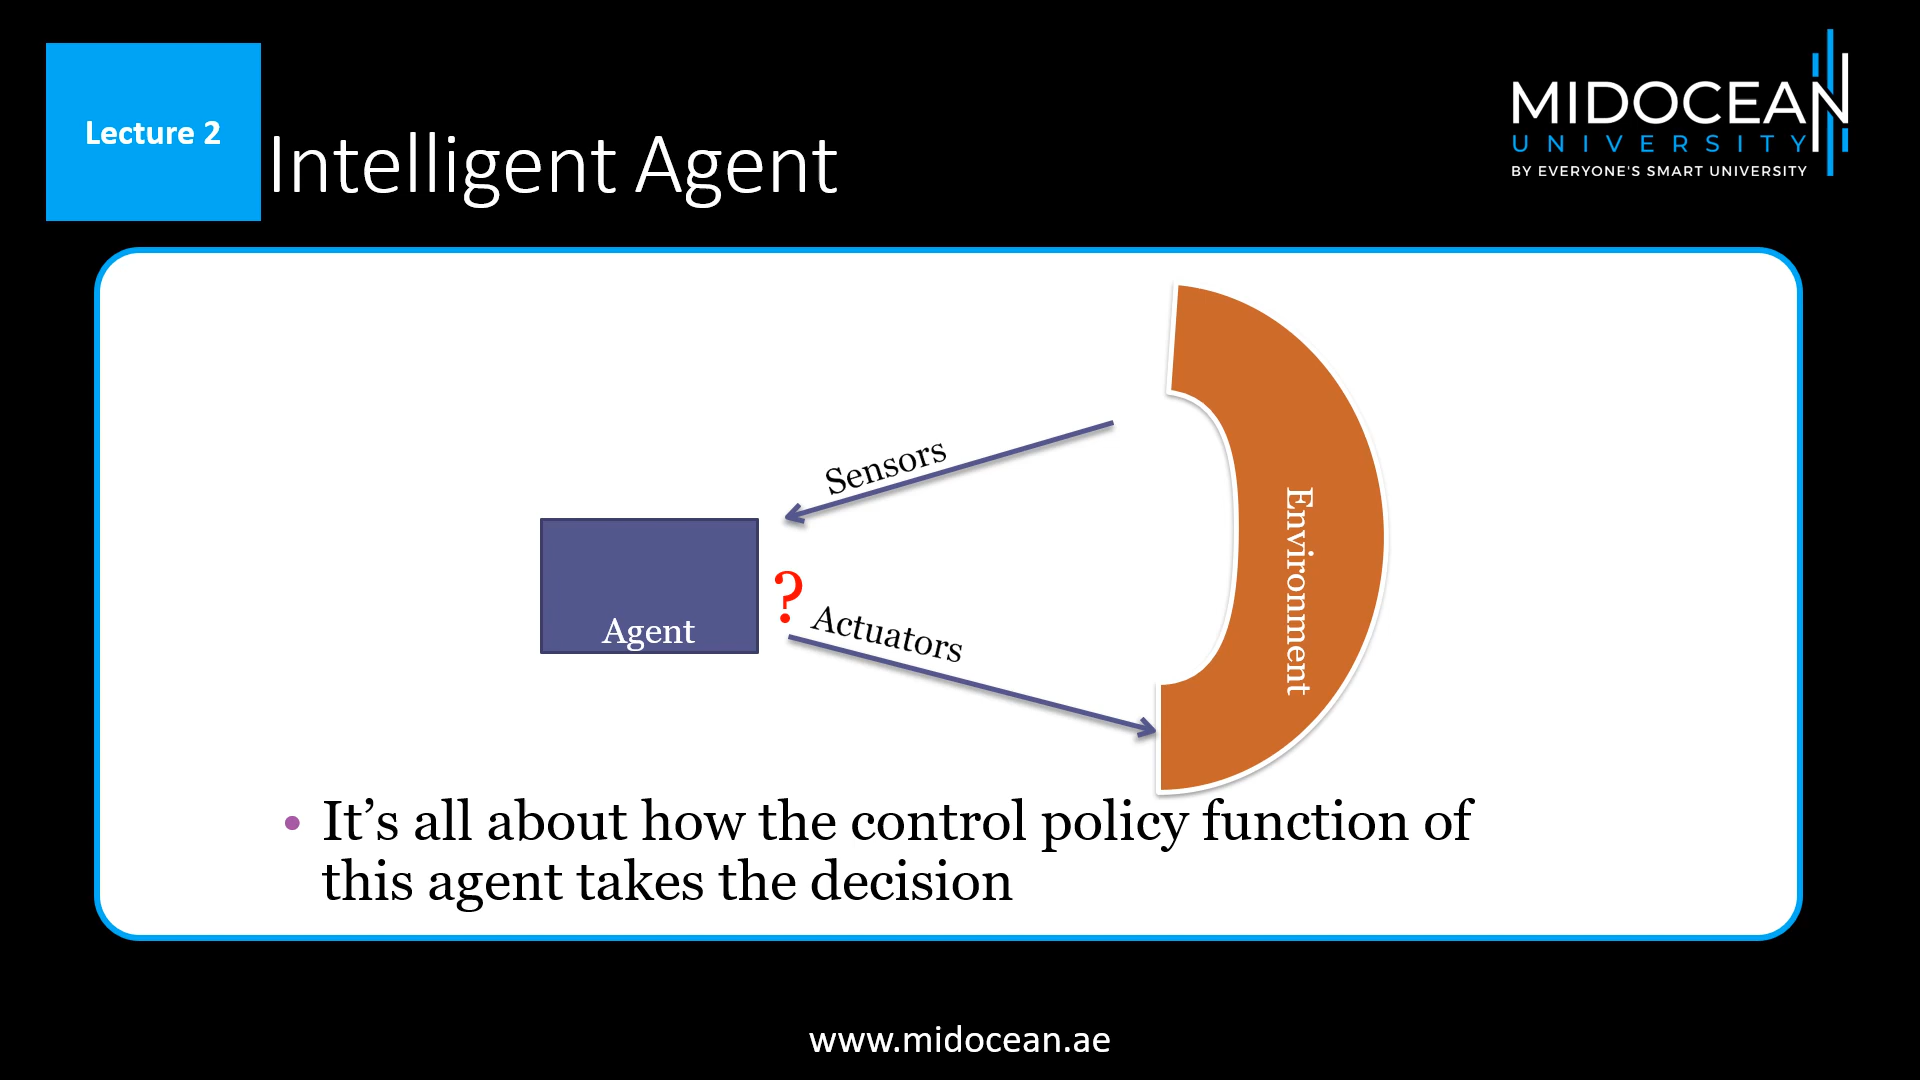 Lecture 2
Intelligent Agent
MIDOCEAN
UNIVERSITY
BY EVERYONE'S SMART UNIVERSITY
Sensors
Environment
?
Agent
Actuators
• It’s all about how the control policy function of
this agent takes the decision
www.midocean.ae